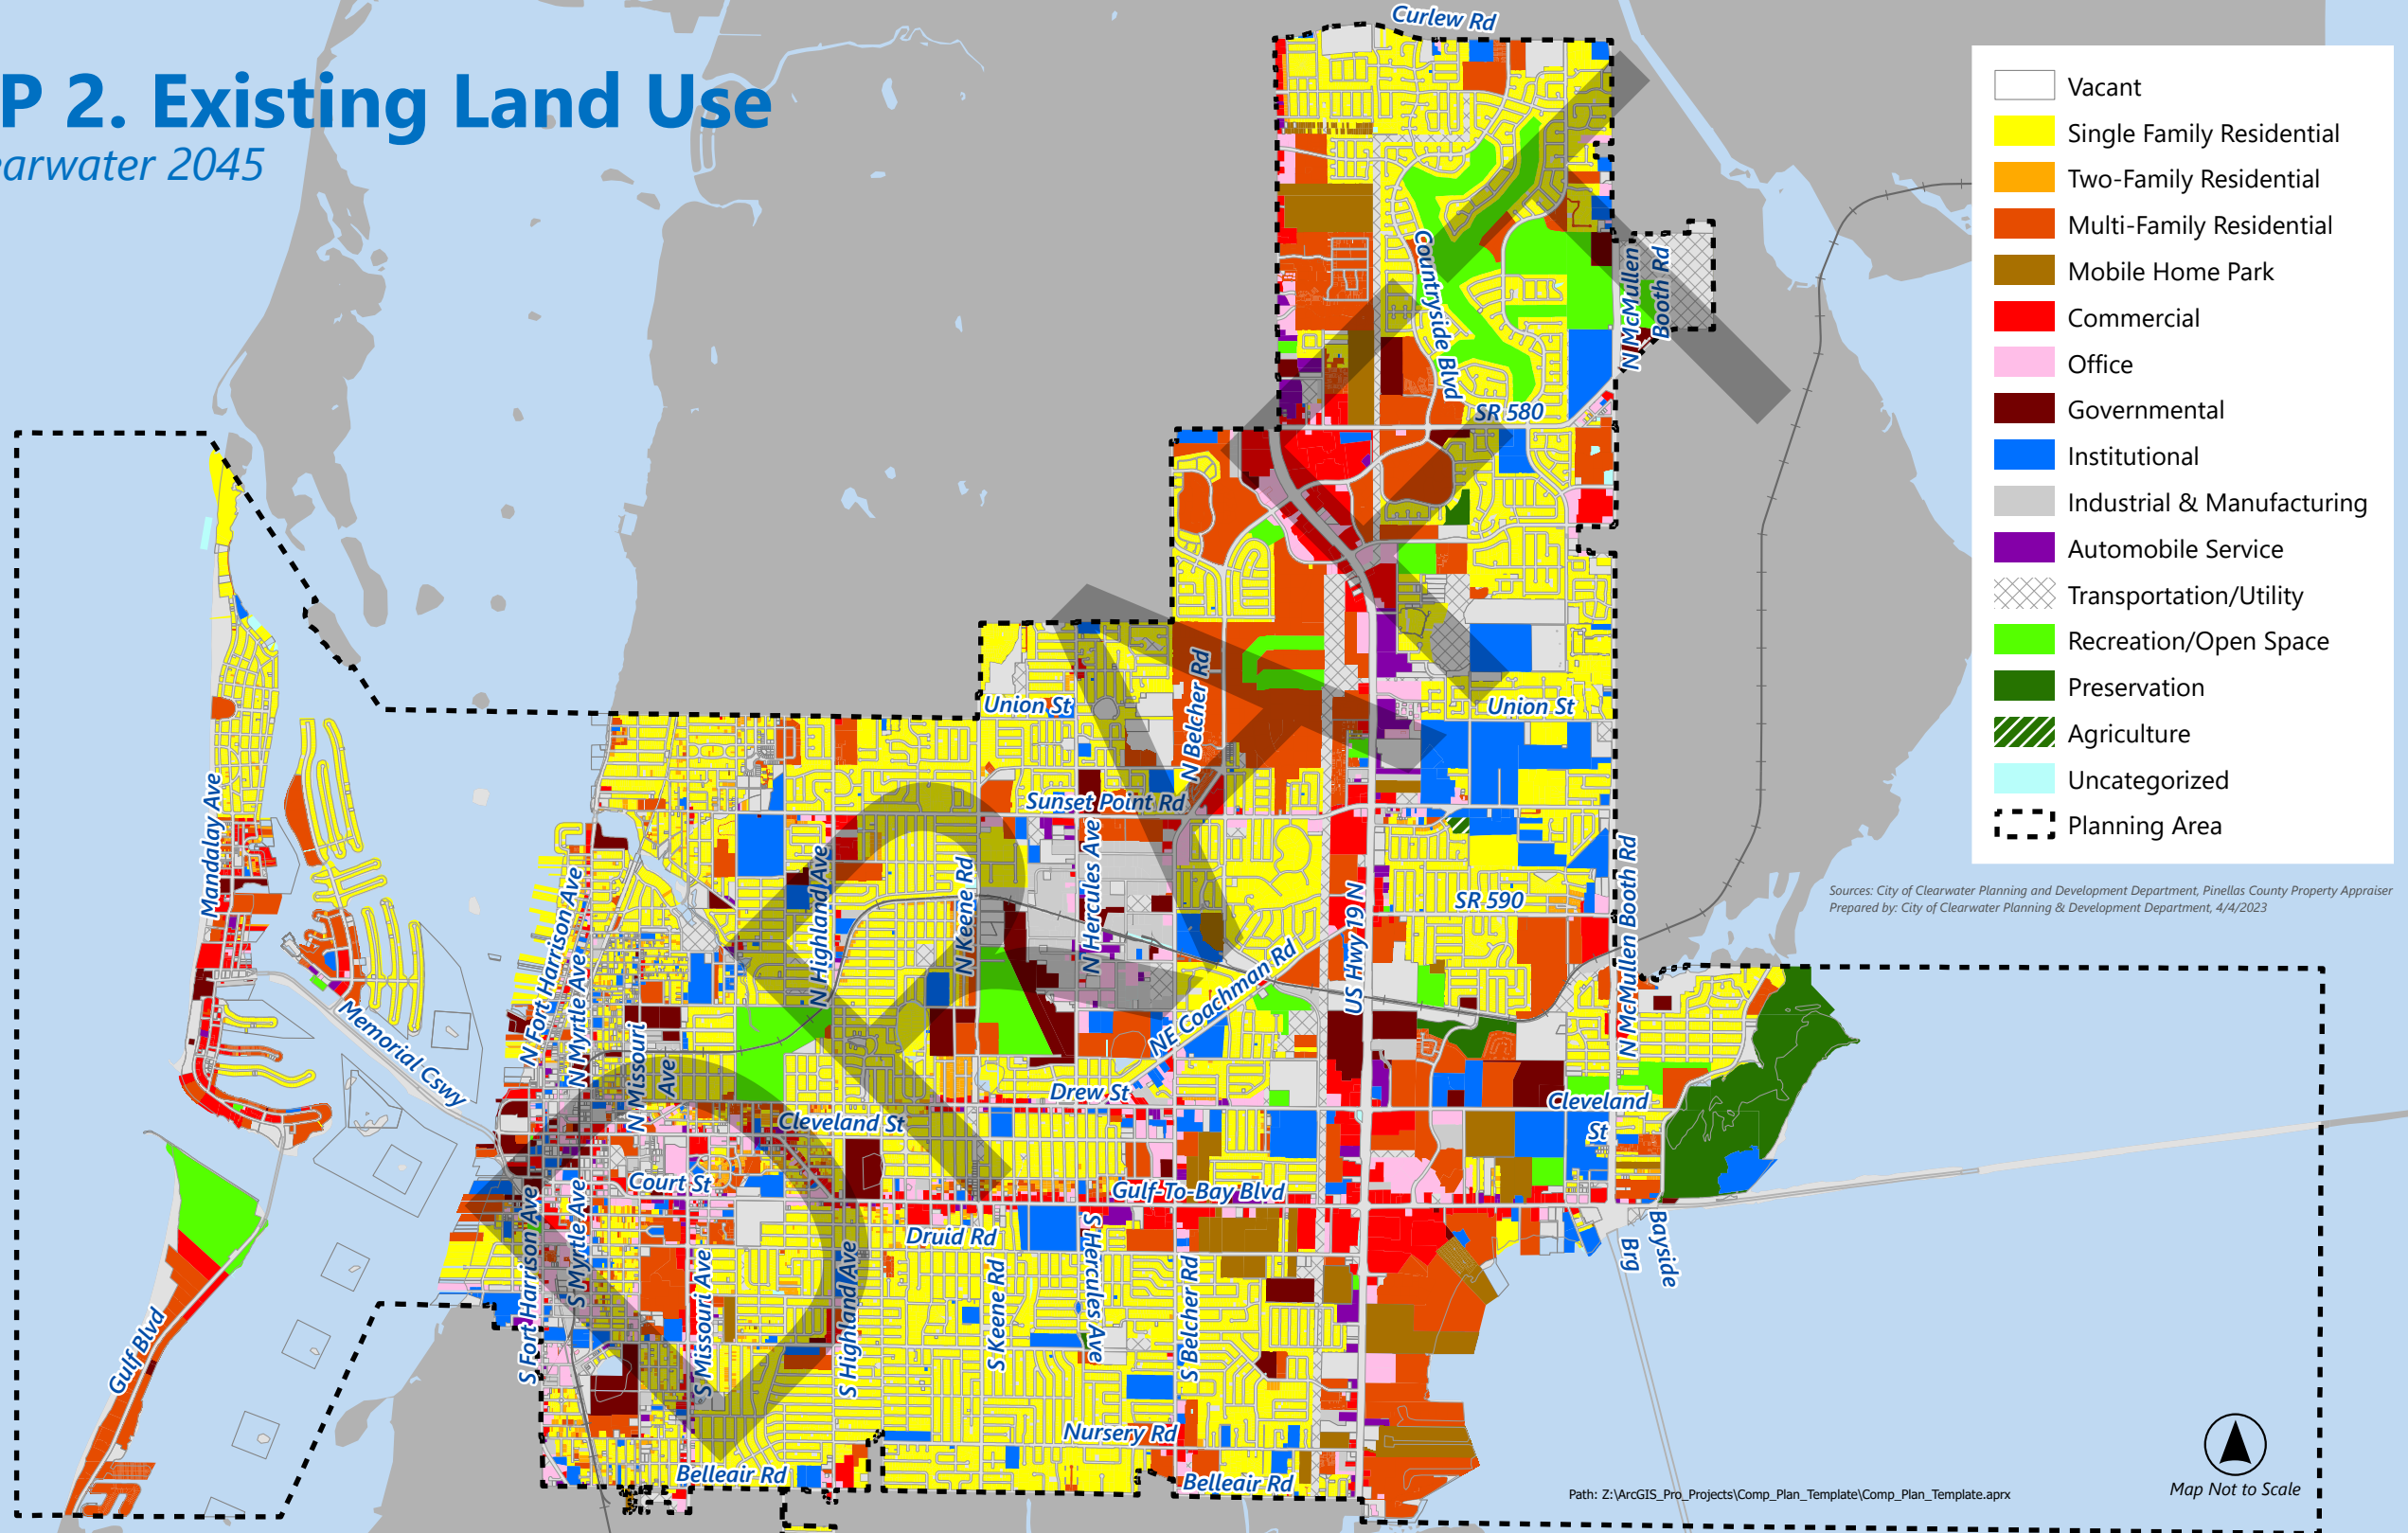 P 2. Existing Land Use
earwater 2045
Curlew Rd
Vacant
Single Family Residential
Two-Family Residential
Multi-Family Residential
Mobile Home Park
Commercial
Office
Governmental
Institutional
Industrial & Manufacturing
Automobile Service
Transportation/Utility
Recreation/Open Space
Preservation
Agriculture
Uncategorized
Planning Area
Sources: City of Clearwater Planning and Development Department, Pinellas County Property Appraiser
Prepared by: City of Clearwater Planning & Development Department, 4/4/2023
Countryside Blvd
N McMullen
Booth Rd
SR 580
Union St
N Belcher Rd
Union St
Mandalay Ave
Sunset Point Rd
N Fort Harrison Ave
N Myrtle Ave
N Highland Ave
N Keene Rd
N Hercules Ave
US Hwy 19 N
SR 590
N McMullen Booth Rd
NE Coachman Rd
Memorial Cswy
N Missouri
Ave
Drew St
Cleveland St
Cleveland
St
Court St
Gulf-To-Bay Blvd
Druid Rd
S Fort Harrison Ave
S Myrtle Ave
S Missouri Ave
S Highland Ave
S Keene Rd
S Hercules Ave
S Belcher Rd
Bayside
Brg
Gulf Blvd
Nursery Rd
Belleair Rd
Belleair Rd
Path: Z:\ArcGIS_Pro_Projects\Comp_Plan_Template\Comp_Plan_Template.aprx
Map Not to Scale
DRAFT